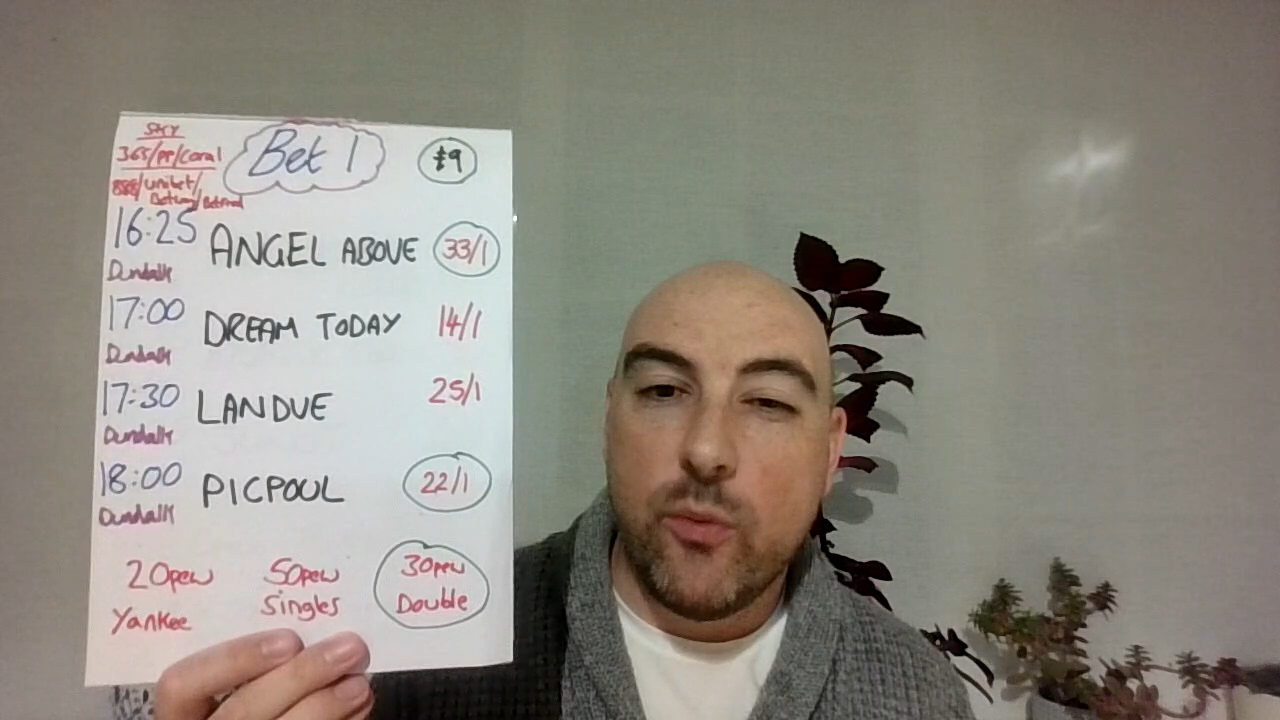 SKY
365/PP/Coral
888/Unibet/
Betway/Betfred
Bet 1
£9
16:25 ANGEL ABOVE 33/1
Dundalk
17:00 DREAM TODAY 14/1
Dundalk
17:30 LANDVE 25/1
Dundalk
18:00 PICPOUL 22/1
Dundalk
20pew 50pew 30pew
Yankee Singles Double